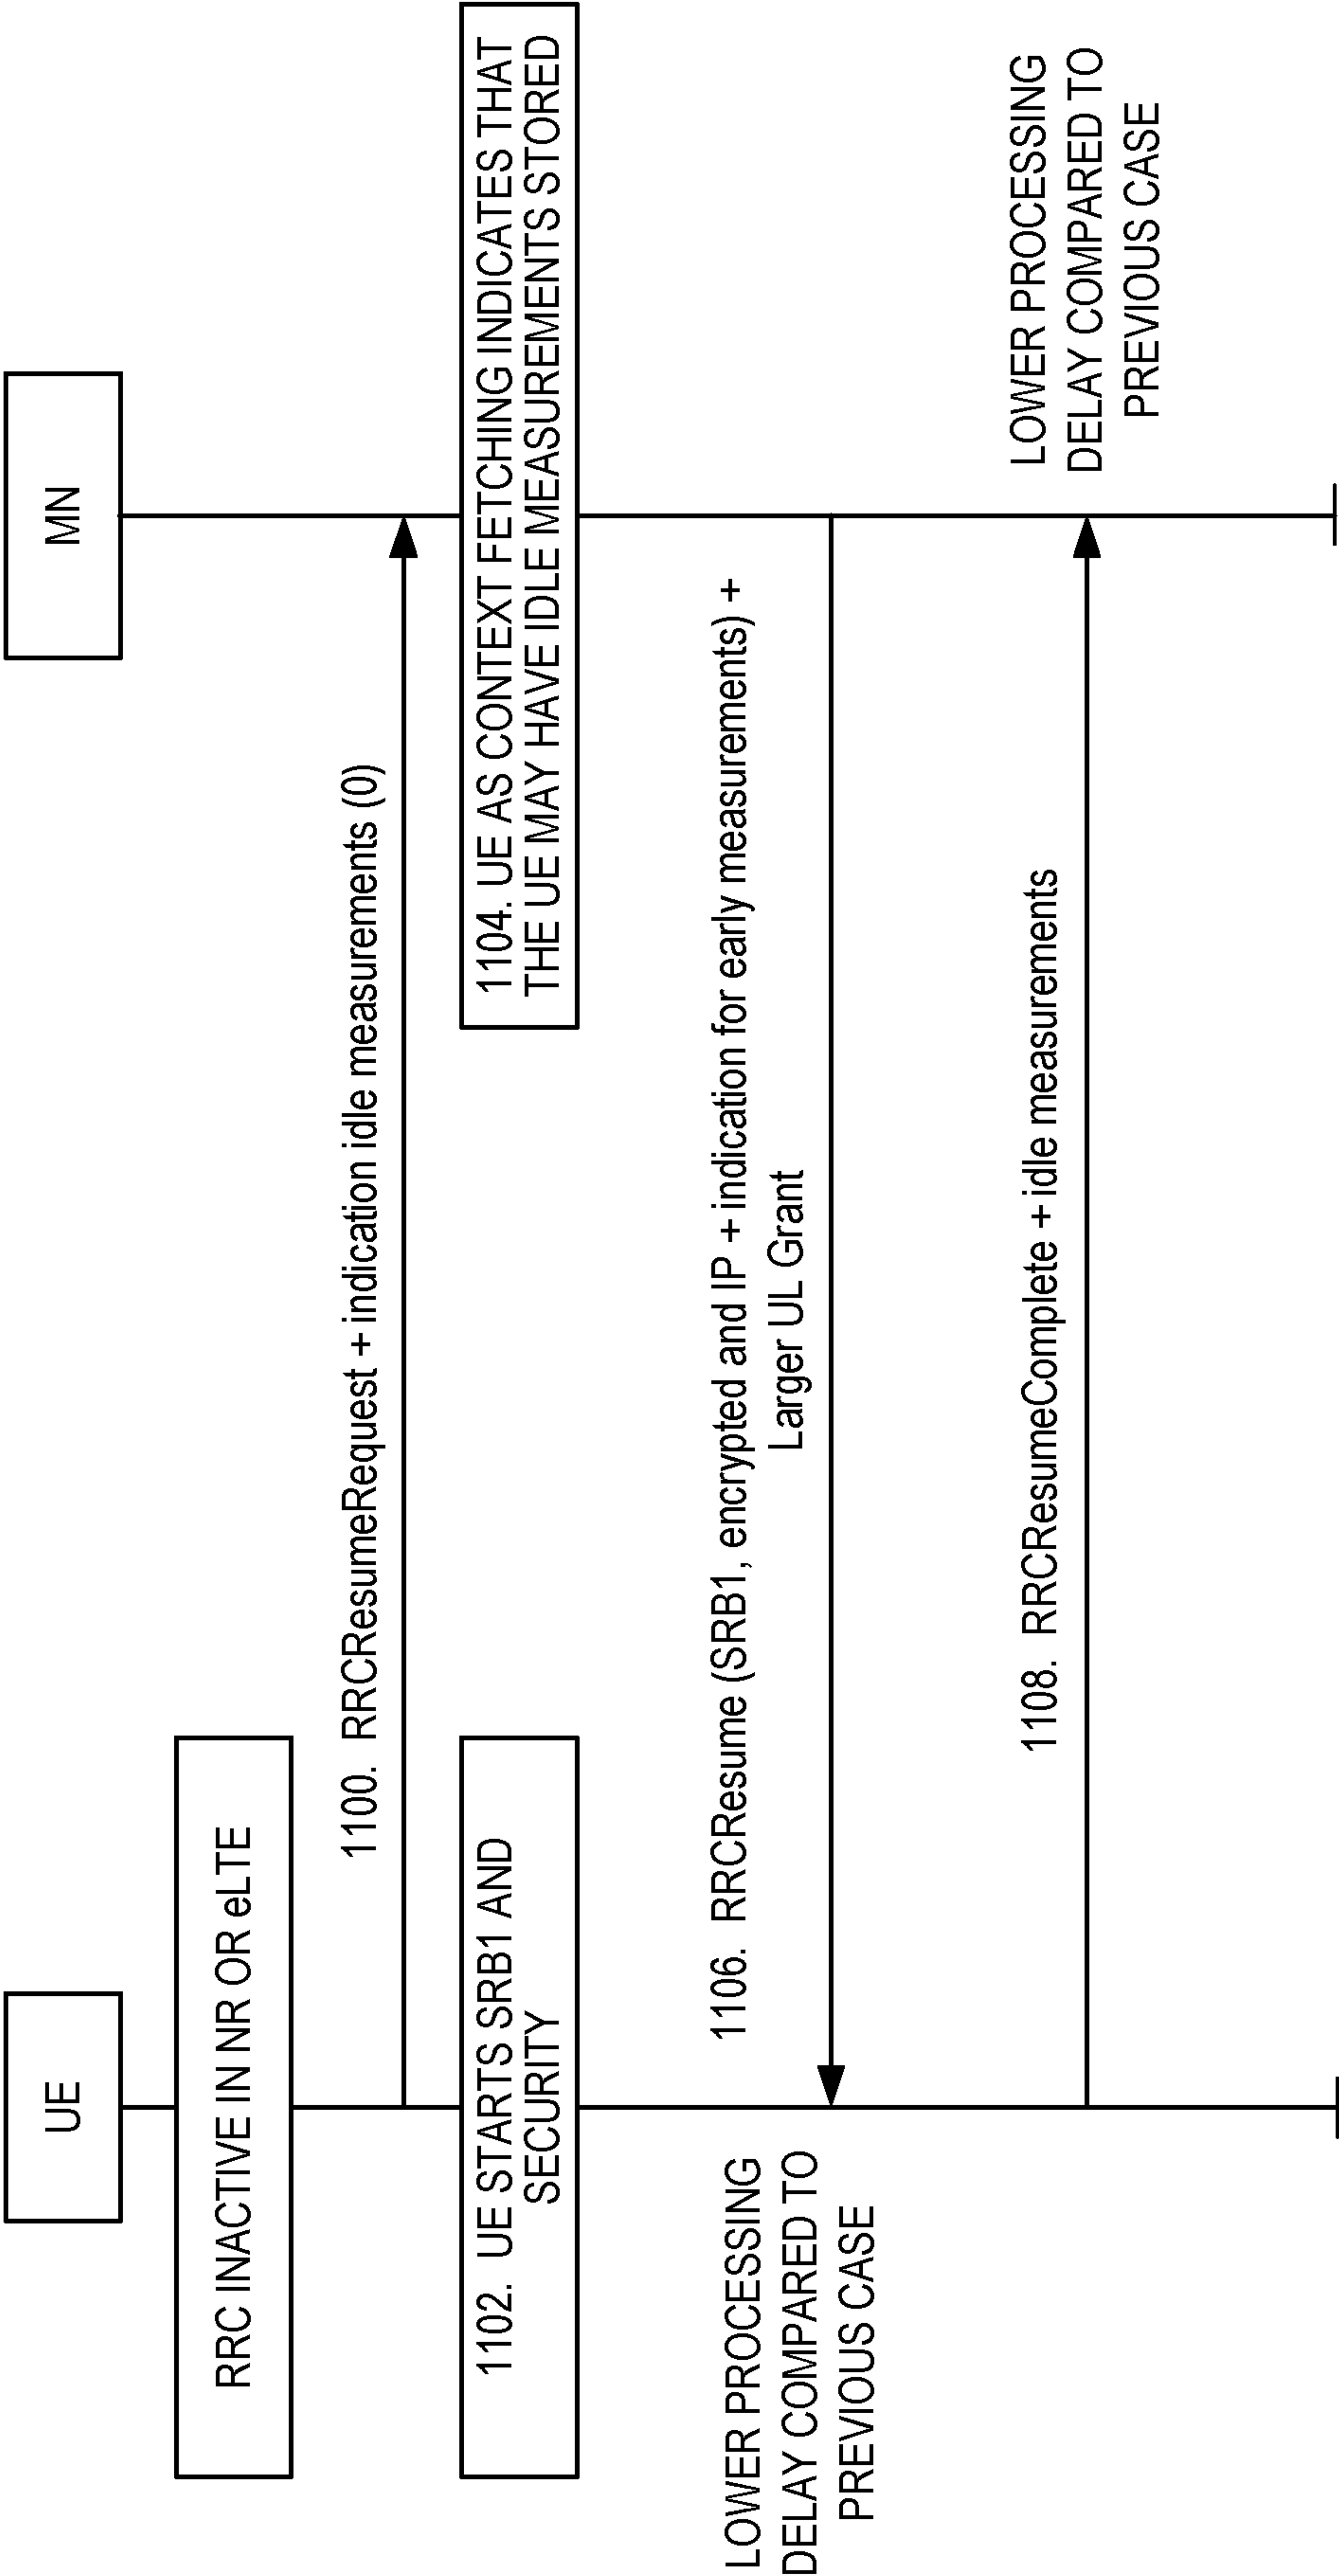 UE
MN
RRC INACTIVE IN NR OR eLTE
1100. RRCResumeRequest + indication idle measurements (0)
1102. UE STARTS SRB1 AND
SECURITY
1104. UE AS CONTEXT FETCHING INDICATES THAT
THE UE MAY HAVE IDLE MEASUREMENTS STORED
1106. RRCResume (SRB1, encrypted and IP + indication for early measurements) +
Larger UL Grant
LOWER PROCESSING
DELAY COMPARED TO
PREVIOUS CASE
1108. RRCResumeComplete + idle measurements
LOWER PROCESSING
DELAY COMPARED TO
PREVIOUS CASE